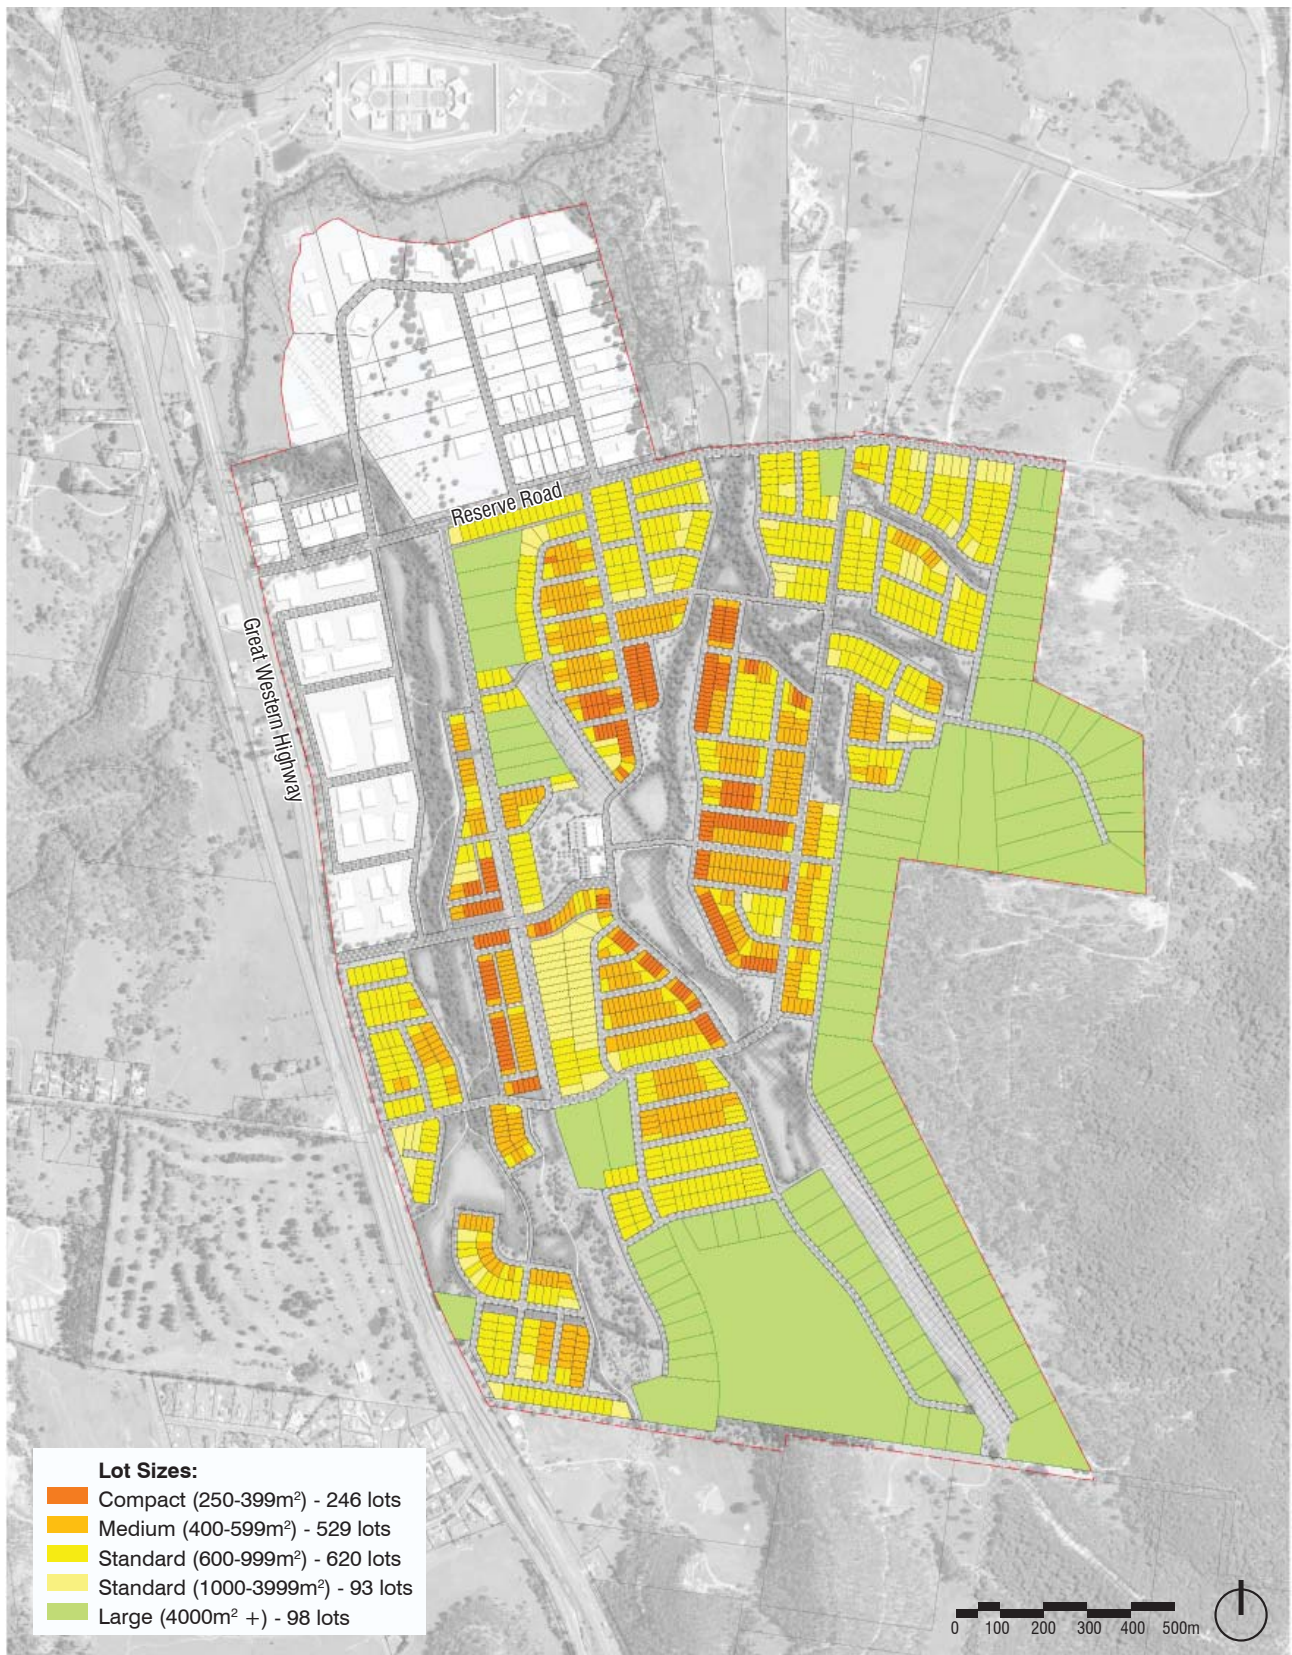 Reserve Road
Great Western Highway
Lot Sizes:
Compact (250-399m²) - 246 lots
Medium (400-599m²) - 529 lots
Standard (600-999m²) - 620 lots
Standard (1000-3999m²) - 93 lots
Large (4000m² +) - 98 lots
0 100 200 300 400 500m